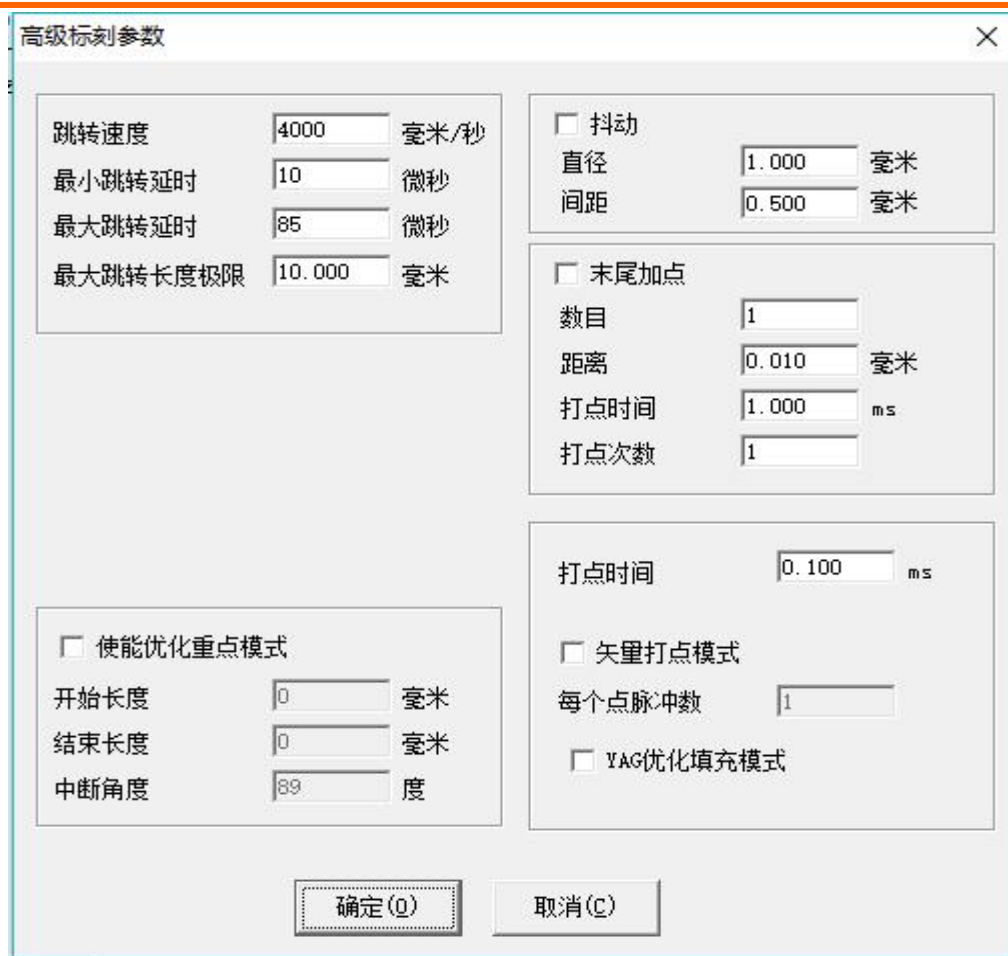 高级标刻参数
跳转速度 4000 毫米/秒
最小跳转延时 10 微秒
最大跳转延时 85 微秒
最大跳转长度极限 10.000 毫米
抖动
直径 1.000 毫米
间距 0.500 毫米
末尾加点
数目 1
距离 0.010 毫米
打点时间 1.000 ms
打点次数 1
使能优化重点模式
开始长度 0 毫米
结束长度 0 毫米
中断角度 89 度
打点时间 0.100 ms
矢量打点模式
每个点脉冲数 1
YAG优化填充模式
确定(O)
取消(C)